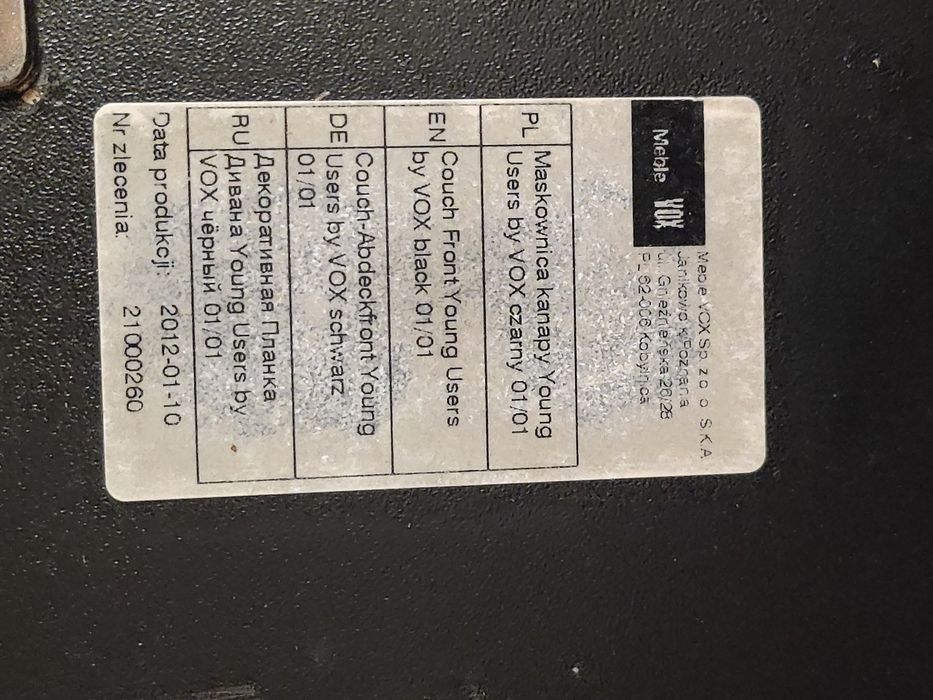 Meble VOX
Meble VOX Sp. z o. o S.K.A.
Janikowo k.Poznania
ul. Gnieźnieńska 26/28
PL 62-006 Kobylnica
PL Maskownica kanapy Young
Users by VOX czarny 01/01
EN Couch Front Young Users
by VOX black 01/01
DE Couch-Abdeckfront Young
Users by VOX schwarz
01/01
RU Декоративная Планка
Дивана Young Users by
VOX чёрный 01/01
Data produkcji: 2012-01-10
Nr zlecenia: 21000260